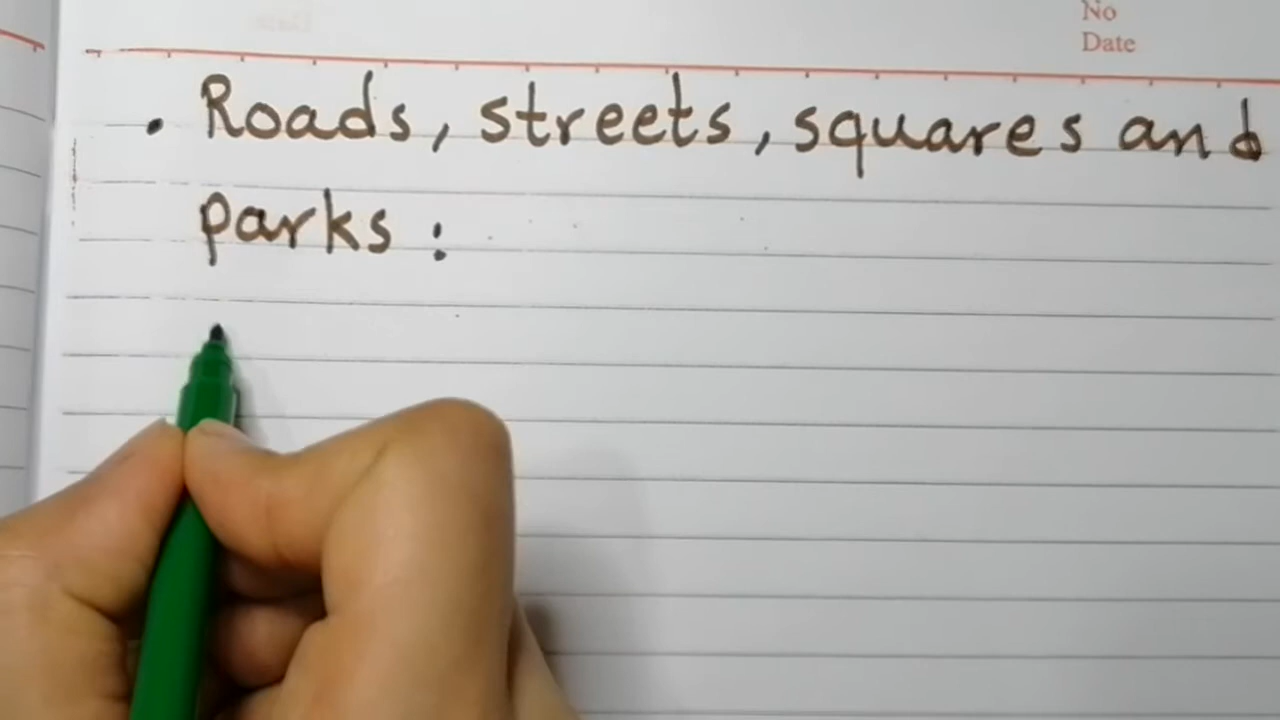 No
Date
. Roads, streets, squares and
parks :